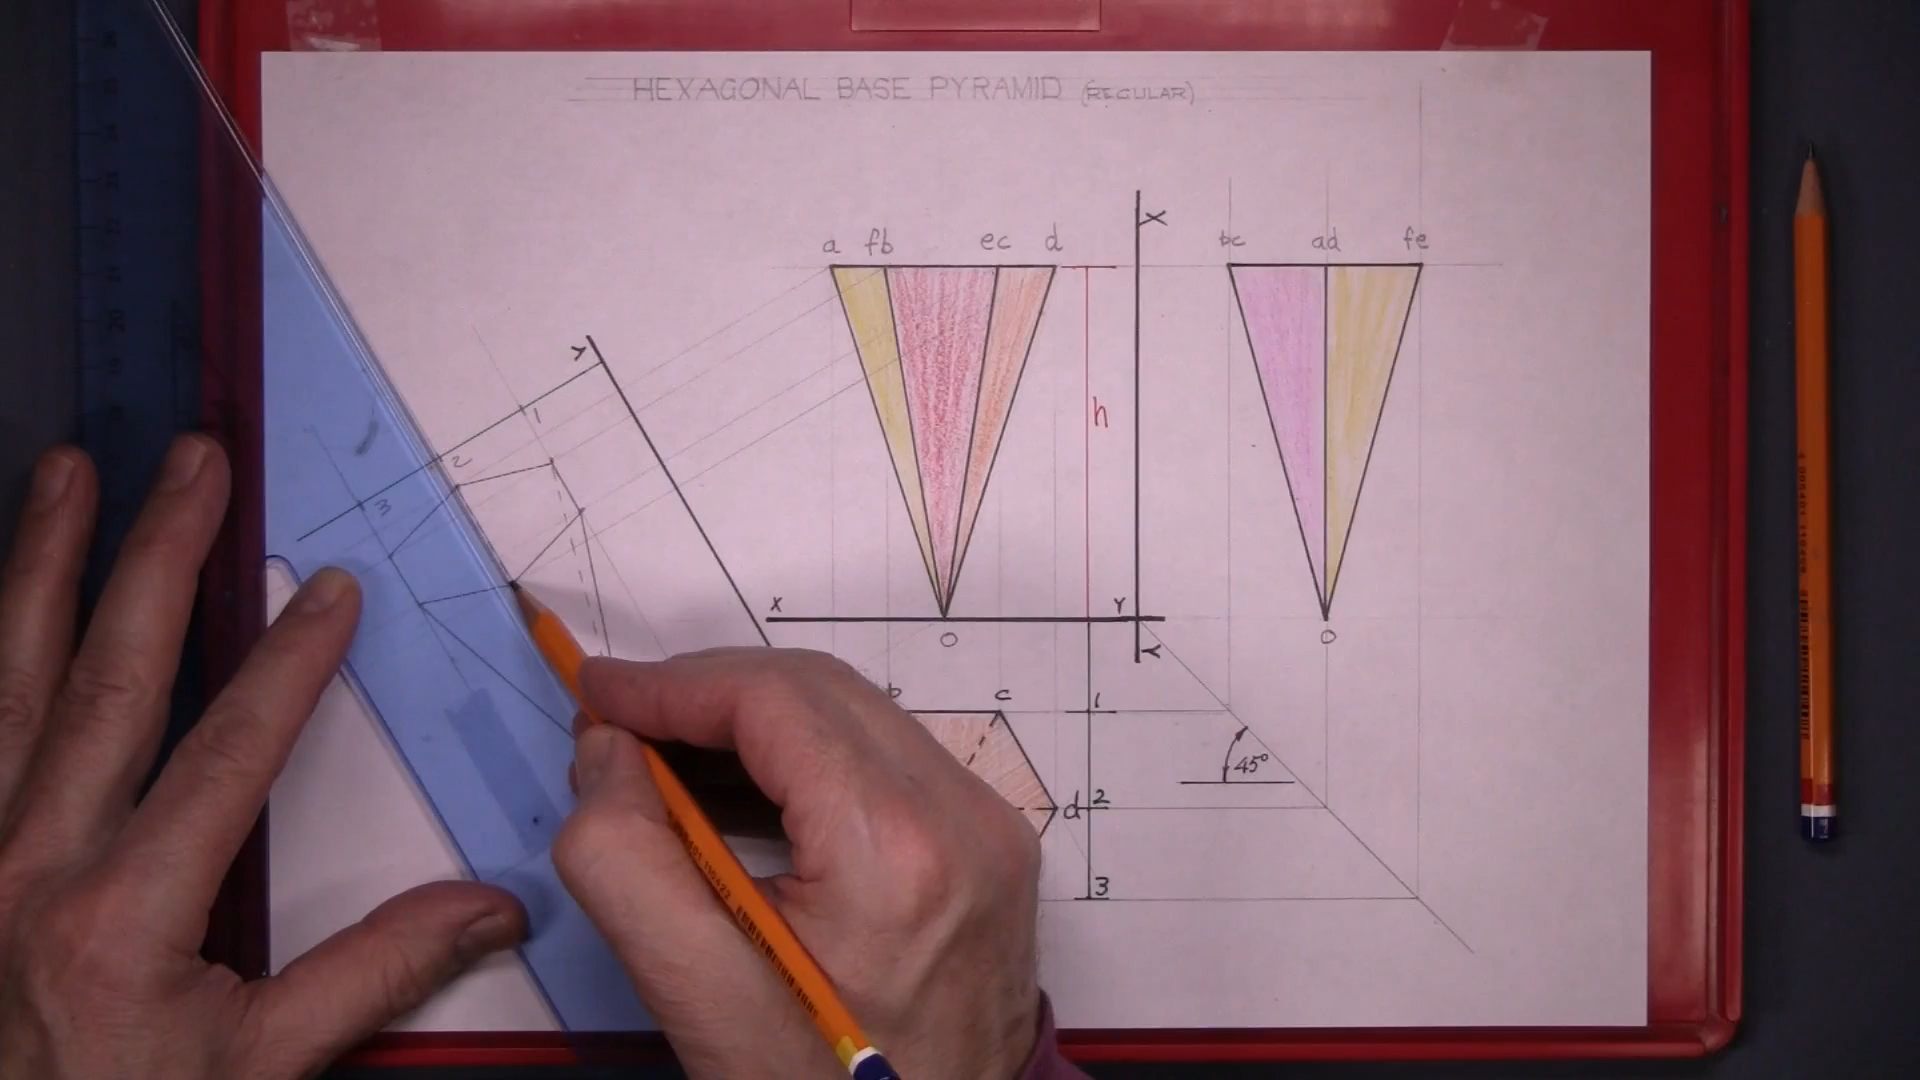 HEXAGONAL BASE PYRAMID (REGULAR)
X
a fb ec d
bc ad fe
Y
1
h
2
3
X Y
O
O
Y
b c
1
45°
d 2
3